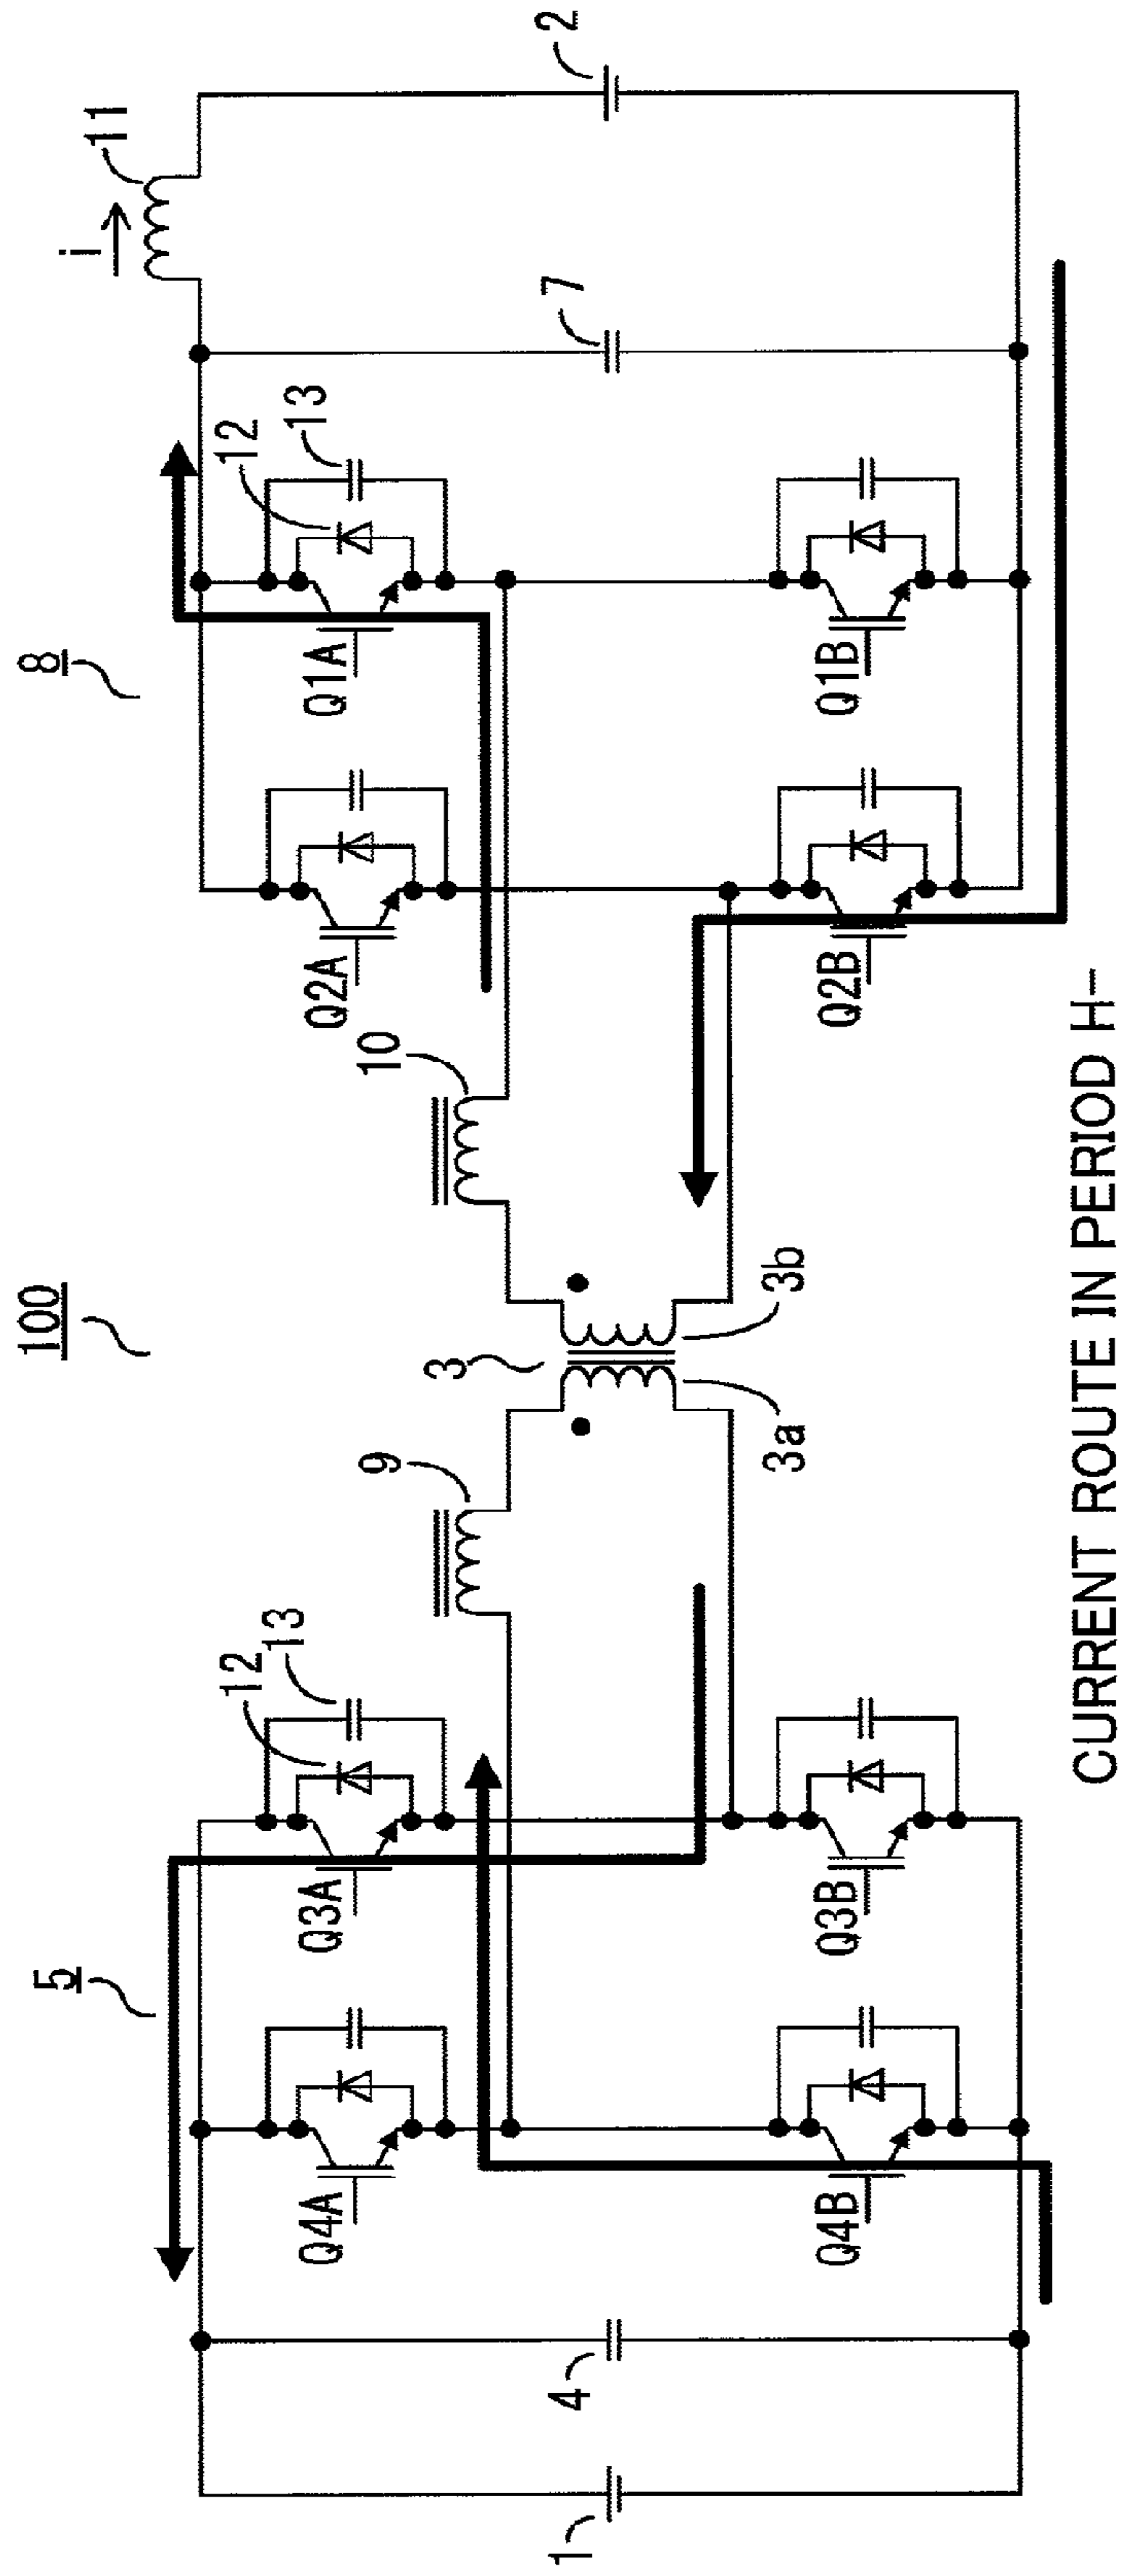 100
5
8
i
11
12
13
12
13
9
10
Q4A
Q3A
Q2A
Q1A
3
1
4
7
2
3a
3b
Q4B
Q3B
Q2B
Q1B
CURRENT ROUTE IN PERIOD H-